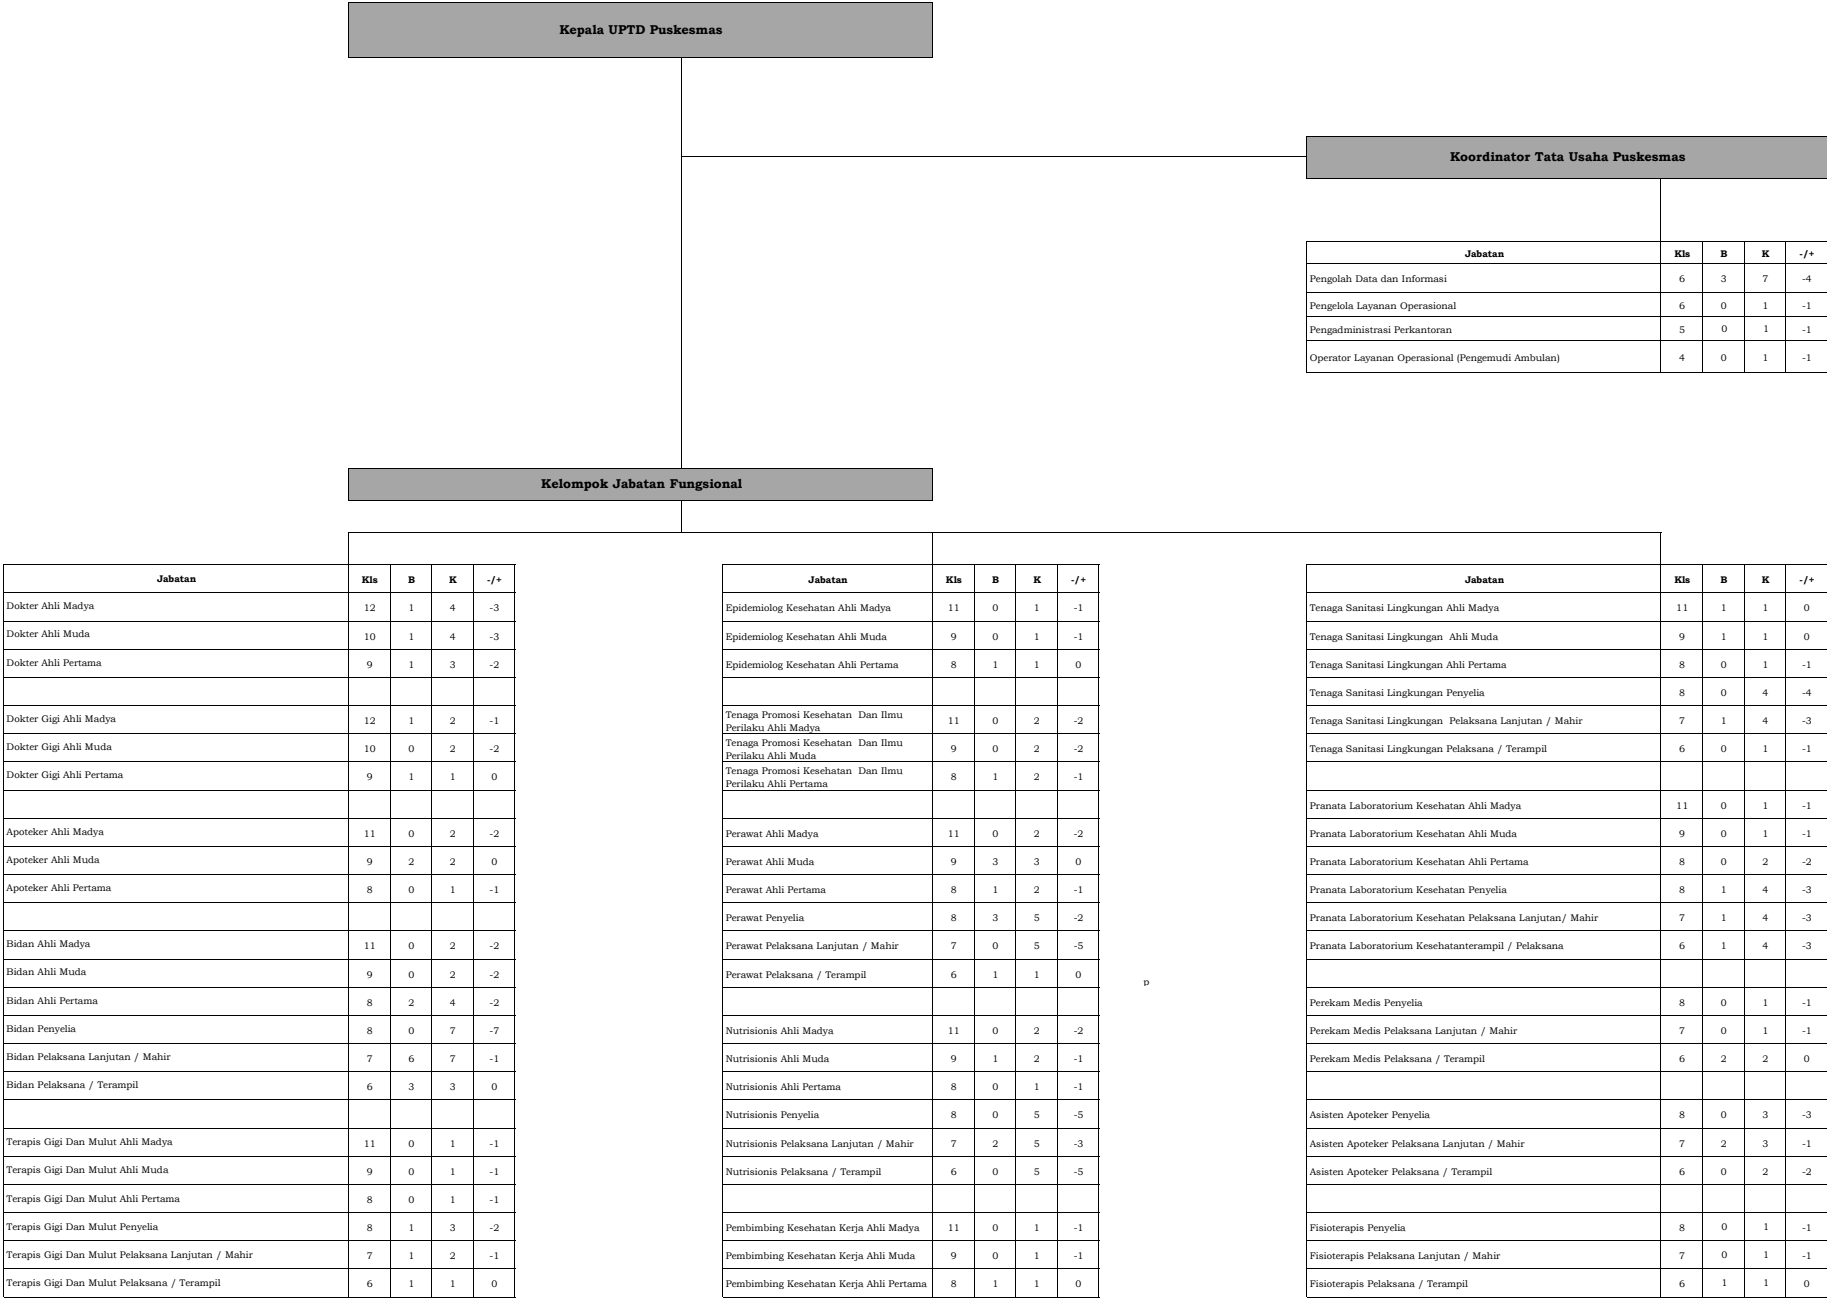 Kepala UPTD Puskesmas
Koordinator Tata Usaha Puskesmas
Jabatan Kls B K -/+
Pengolah Data dan Informasi 6 3 7 -4
Pengelola Layanan Operasional 6 0 1 -1
Pengadministrasi Perkantoran 5 0 1 -1
Operator Layanan Operasional (Pengemudi Ambulan) 4 0 1 -1
Kelompok Jabatan Fungsional
Jabatan Kls B K -/+
Dokter Ahli Madya 12 1 4 -3
Dokter Ahli Muda 10 1 4 -3
Dokter Ahli Pertama 9 1 3 -2
Dokter Gigi Ahli Madya 12 1 2 -1
Dokter Gigi Ahli Muda 10 0 2 -2
Dokter Gigi Ahli Pertama 9 1 1 0
Apoteker Ahli Madya 11 0 2 -2
Apoteker Ahli Muda 9 2 2 0
Apoteker Ahli Pertama 8 0 1 -1
Bidan Ahli Madya 11 0 2 -2
Bidan Ahli Muda 9 0 2 -2
Bidan Ahli Pertama 8 2 4 -2
Bidan Penyelia 8 0 7 -7
Bidan Pelaksana Lanjutan / Mahir 7 6 7 -1
Bidan Pelaksana / Terampil 6 3 3 0
Terapis Gigi Dan Mulut Ahli Madya 11 0 1 -1
Terapis Gigi Dan Mulut Ahli Muda 9 0 1 -1
Terapis Gigi Dan Mulut Ahli Pertama 8 0 1 -1
Terapis Gigi Dan Mulut Penyelia 8 1 3 -2
Terapis Gigi Dan Mulut Pelaksana Lanjutan / Mahir 7 1 2 -1
Terapis Gigi Dan Mulut Pelaksana / Terampil 6 1 1 0
Jabatan Kls B K -/+
Epidemiolog Kesehatan Ahli Madya 11 0 1 -1
Epidemiolog Kesehatan Ahli Muda 9 0 1 -1
Epidemiolog Kesehatan Ahli Pertama 8 1 1 0
Tenaga Promosi Kesehatan Dan Ilmu
Perilaku Ahli Madya 11 0 2 -2
Tenaga Promosi Kesehatan Dan Ilmu
Perilaku Ahli Muda 9 0 2 -2
Tenaga Promosi Kesehatan Dan Ilmu
Perilaku Ahli Pertama 8 1 2 -1
Perawat Ahli Madya 11 0 2 -2
Perawat Ahli Muda 9 3 3 0
Perawat Ahli Pertama 8 1 2 -1
Perawat Penyelia 8 3 5 -2
Perawat Pelaksana Lanjutan / Mahir 7 0 5 -5
Perawat Pelaksana / Terampil 6 1 1 0
p
Nutrisionis Ahli Madya 11 0 2 -2
Nutrisionis Ahli Muda 9 1 2 -1
Nutrisionis Ahli Pertama 8 0 1 -1
Nutrisionis Penyelia 8 0 5 -5
Nutrisionis Pelaksana Lanjutan / Mahir 7 2 5 -3
Nutrisionis Pelaksana / Terampil 6 0 5 -5
Pembimbing Kesehatan Kerja Ahli Madya 11 0 1 -1
Pembimbing Kesehatan Kerja Ahli Muda 9 0 1 -1
Pembimbing Kesehatan Kerja Ahli Pertama 8 1 1 0
Jabatan Kls B K -/+
Tenaga Sanitasi Lingkungan Ahli Madya 11 1 1 0
Tenaga Sanitasi Lingkungan Ahli Muda 9 1 1 0
Tenaga Sanitasi Lingkungan Ahli Pertama 8 0 1 -1
Tenaga Sanitasi Lingkungan Penyelia 8 0 4 -4
Tenaga Sanitasi Lingkungan Pelaksana Lanjutan / Mahir 7 1 4 -3
Tenaga Sanitasi Lingkungan Pelaksana / Terampil 6 0 1 -1
Pranata Laboratorium Kesehatan Ahli Madya 11 0 1 -1
Pranata Laboratorium Kesehatan Ahli Muda 9 0 1 -1
Pranata Laboratorium Kesehatan Ahli Pertama 8 0 2 -2
Pranata Laboratorium Kesehatan Penyelia 8 1 4 -3
Pranata Laboratorium Kesehatan Pelaksana Lanjutan/ Mahir 7 1 4 -3
Pranata Laboratorium Kesehatanterampil / Pelaksana 6 1 4 -3
Perekam Medis Penyelia 8 0 1 -1
Perekam Medis Pelaksana Lanjutan / Mahir 7 0 1 -1
Perekam Medis Pelaksana / Terampil 6 2 2 0
Asisten Apoteker Penyelia 8 0 3 -3
Asisten Apoteker Pelaksana Lanjutan / Mahir 7 2 3 -1
Asisten Apoteker Pelaksana / Terampil 6 0 2 -2
Fisioterapis Penyelia 8 0 1 -1
Fisioterapis Pelaksana Lanjutan / Mahir 7 0 1 -1
Fisioterapis Pelaksana / Terampil 6 1 1 0